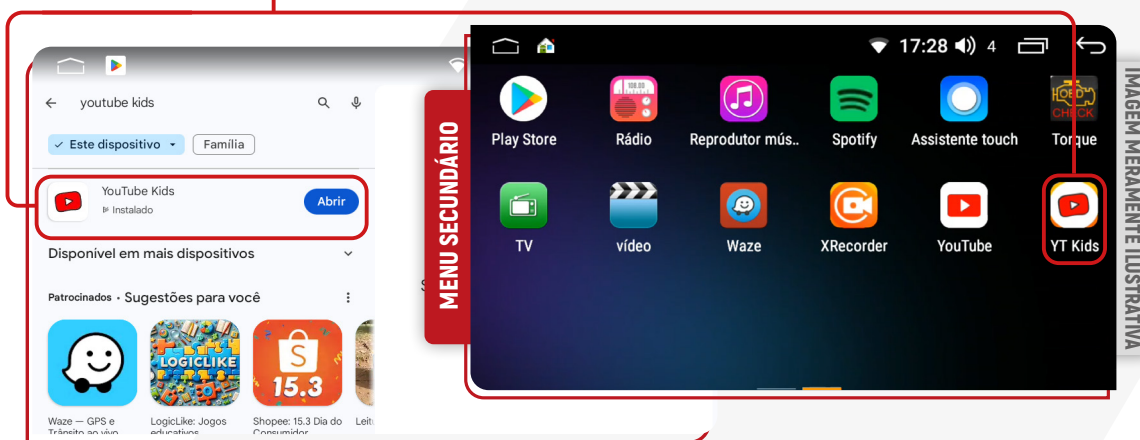 youtube kids
Este dispositivo
Família
YouTube Kids
Instalado
Abrir
Disponível em mais dispositivos
Patrocinados • Sugestões para você
LOGICLIKE
S
15.3
Waze — GPS e
Trânsito ao vivo
LogicLike: Jogos
educativos
Shopee: 15.3 Dia do
Consumidor
MENU SECUNDÁRIO
17:28
4
Play Store
108.00
Rádio
Reprodutor mús..
Spotify
Assistente touch
OBD
CHECK
Torque
TV
vídeo
Waze
XRecorder
YouTube
YT Kids
IMAGEM MERAMENTE ILUSTRATIVA